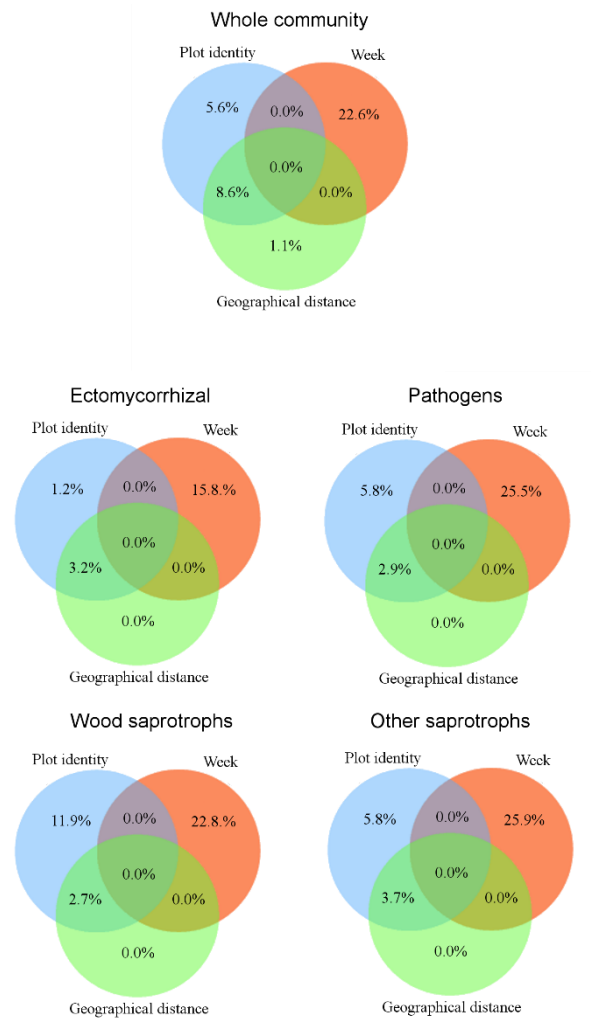 Whole community
Plot identity
Week
5.6%
0.0%
22.6%
0.0%
8.6%
0.0%
1.1%
Geographical distance
Ectomycorrhizal
Plot identity
Week
1.2%
0.0%
15.8.%
0.0%
3.2%
0.0%
0.0%
Geographical distance
Pathogens
Plot identity
Week
5.8%
0.0%
25.5%
0.0%
2.9%
0.0%
0.0%
Geographical distance
Wood saprotrophs
Plot identity
Week
11.9%
0.0%
22.8.%
0.0%
2.7%
0.0%
0.0%
Geographical distance
Other saprotrophs
Plot identity
Week
5.8%
0.0%
25.9%
0.0%
3.7%
0.0%
0.0%
Geographical distance